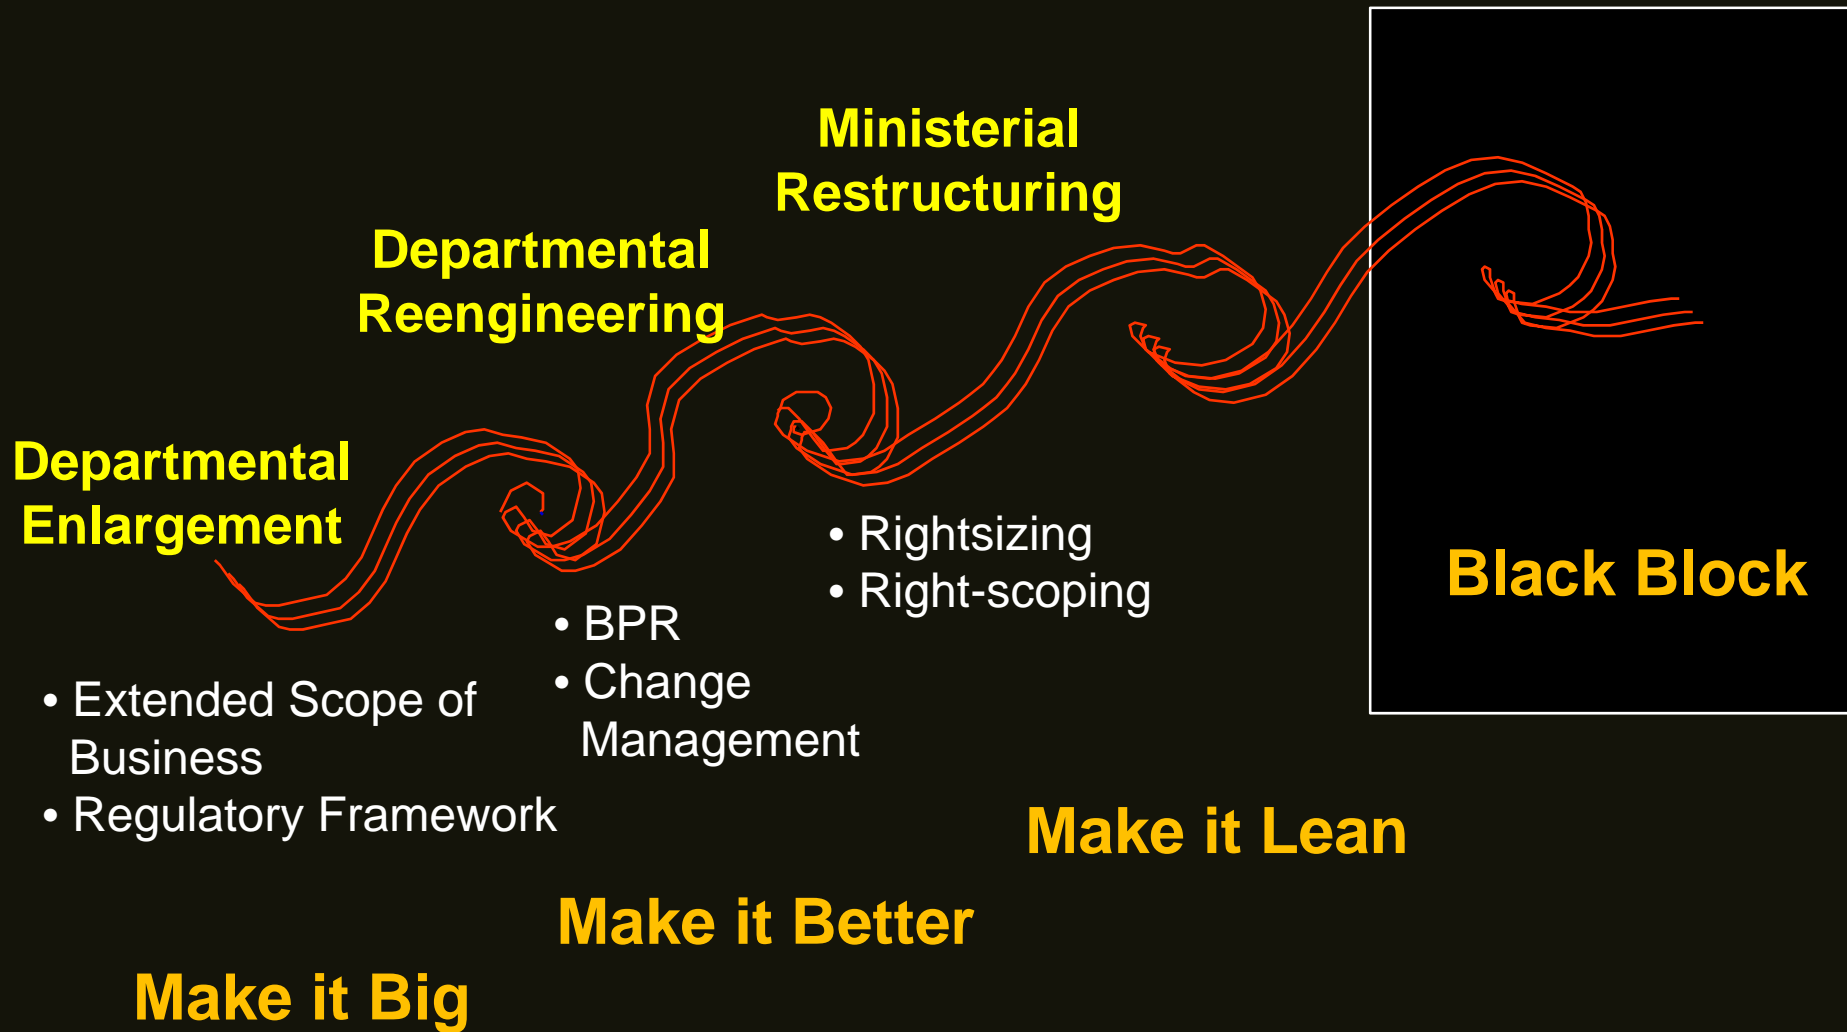 Ministerial
Restructuring
Departmental
Reengineering
Departmental
Enlargement
• Rightsizing
• Right-scoping
Black Block
• BPR
• Change
Management
• Extended Scope of
Business
• Regulatory Framework
Make it Lean
Make it Better
Make it Big